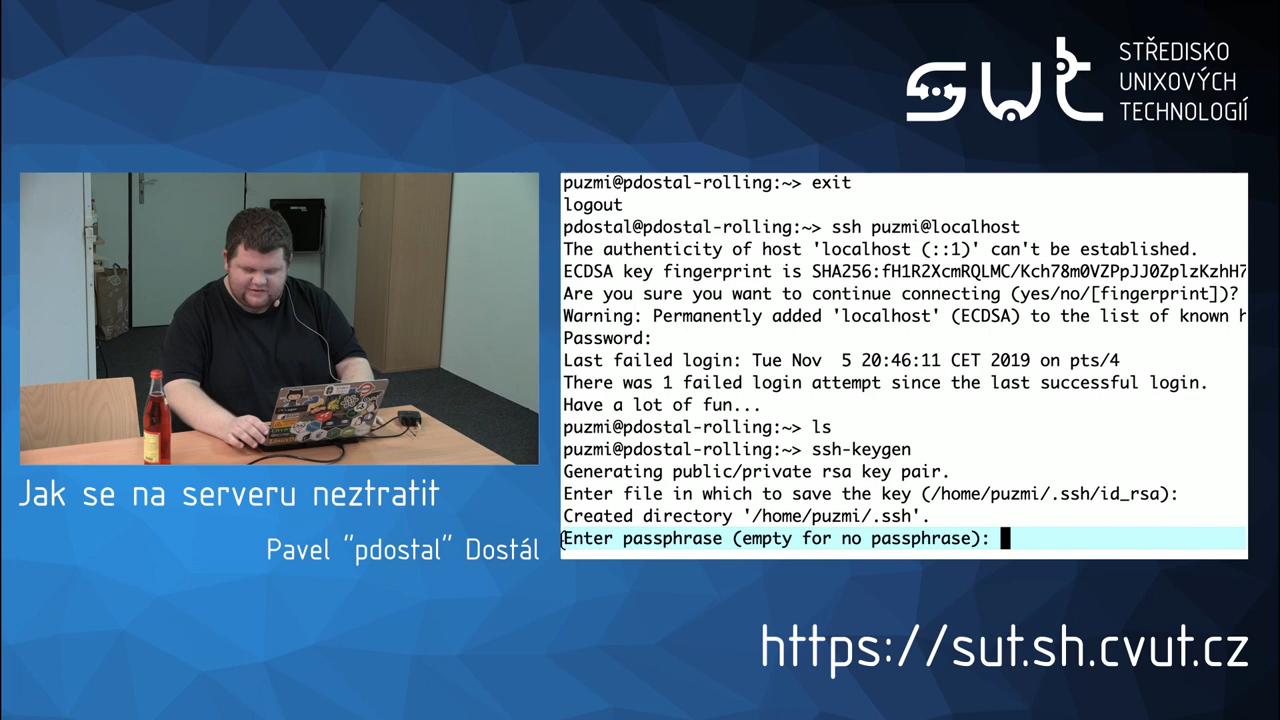 sut
STŘEDISKO
UNIXOVÝCH
TECHNOLOGIÍ
puzmi@pdostal-rolling:~> exit
logout
pdostal@pdostal-rolling:~> ssh puzmi@localhost
The authenticity of host 'localhost (::1)' can't be established.
ECDSA key fingerprint is SHA256:fH1R2XcmRQLMC/Kch78m0VZPpJJ0ZplzKzhH7
Are you sure you want to continue connecting (yes/no/[fingerprint])?
Warning: Permanently added 'localhost' (ECDSA) to the list of known h
Password:
Last failed login: Tue Nov  5 20:46:11 CET 2019 on pts/4
There was 1 failed login attempt since the last successful login.
Have a lot of fun...
puzmi@pdostal-rolling:~> ls
puzmi@pdostal-rolling:~> ssh-keygen
Generating public/private rsa key pair.
Enter file in which to save the key (/home/puzmi/.ssh/id_rsa):
Created directory '/home/puzmi/.ssh'.
Enter passphrase (empty for no passphrase):
Jak se na serveru neztratit
Pavel "pdostal" Dostál
https://sut.sh.cvut.cz